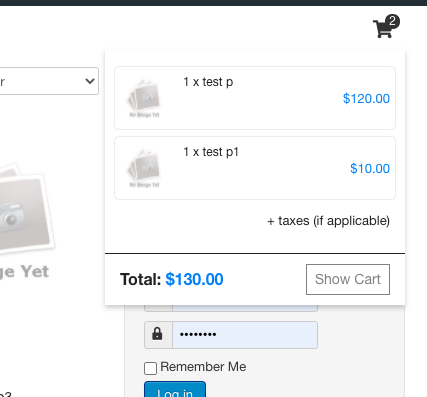 2
r
1 x test p
$120.00
No Image Yet
1 x test p1
$10.00
No Image Yet
+ taxes (if applicable)
ge Yet
Total: $130.00
Show Cart
••••••••
Remember Me
Log in